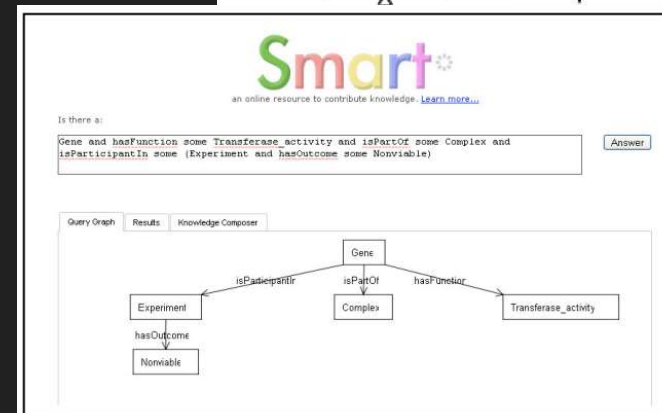 Smart
an online resource to contribute knowledge. Learn more...
Is there a:
Gene and hasFunction some Transferase_activity and isPartOf some Complex and
isParticipantIn some (Experiment and hasOutcome some Nonviable)
Answer
Query Graph Results Knowledge Composer
Gene
isParticipantIr isPartOf hasFunctior
Experiment Complex Transferase_activity
hasOutcome
Nonviable